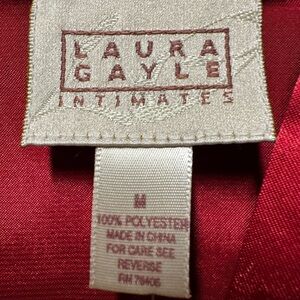 LAURA
GAYLE
INTIMATES
M
100% POLYESTER
MADE IN CHINA
FOR CARE SEE
REVERSE
RN 76406